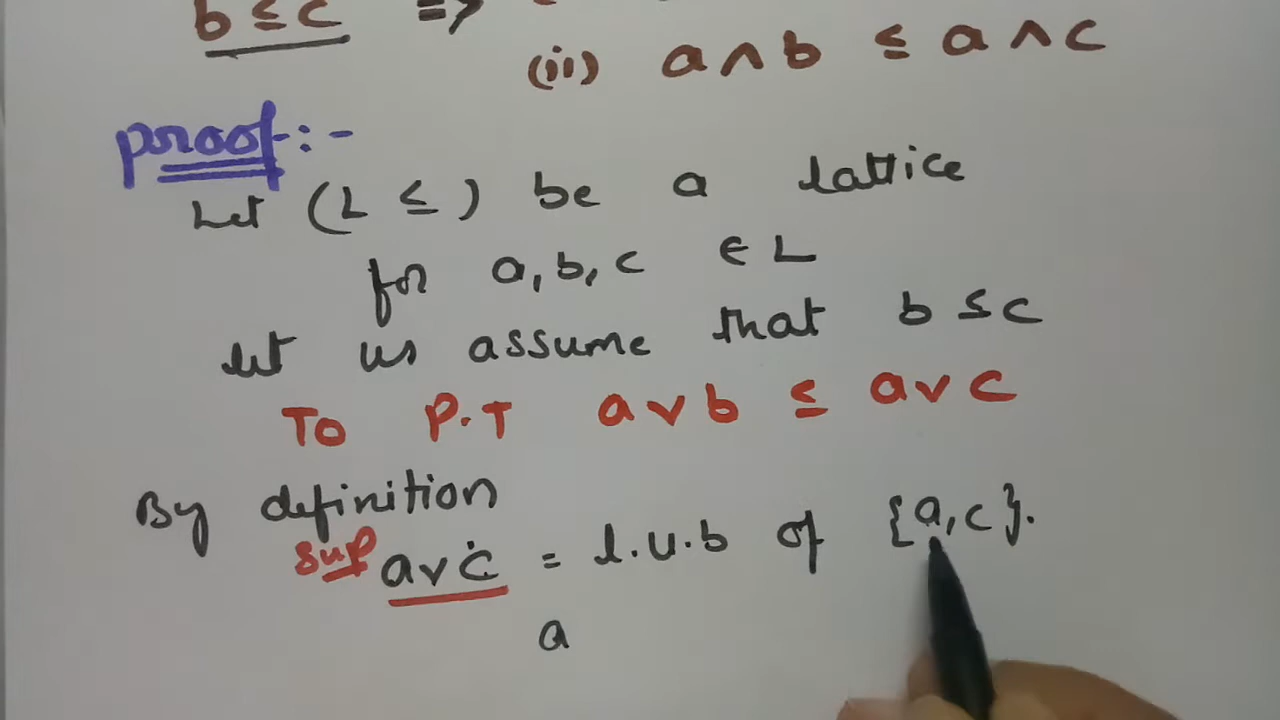 b ≤ c ⇒
(ii) a ∧ b ≤ a ∧ c
proof:-
Let (L ≤) be a lattice
for a, b, c ∈ L
let us assume that b ≤ c
To P.T a ∨ b ≤ a ∨ c
By definition
sup a ∨ c = l.u.b of {a, c}.
a